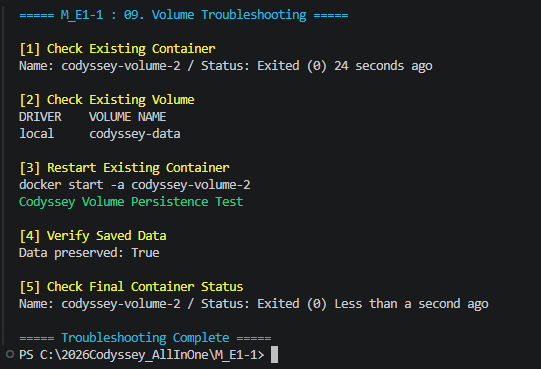 ===== M_E1-1 : 09. Volume Troubleshooting =====
[1] Check Existing Container
Name: codyssey-volume-2 / Status: Exited (0) 24 seconds ago
[2] Check Existing Volume
DRIVER    VOLUME NAME
local     codyssey-data
[3] Restart Existing Container
docker start -a codyssey-volume-2
Codyssey Volume Persistence Test
[4] Verify Saved Data
Data preserved: True
[5] Check Final Container Status
Name: codyssey-volume-2 / Status: Exited (0) Less than a second ago
===== Troubleshooting Complete =====
PS C:\2026Codyssey_AllInOne\M_E1-1>